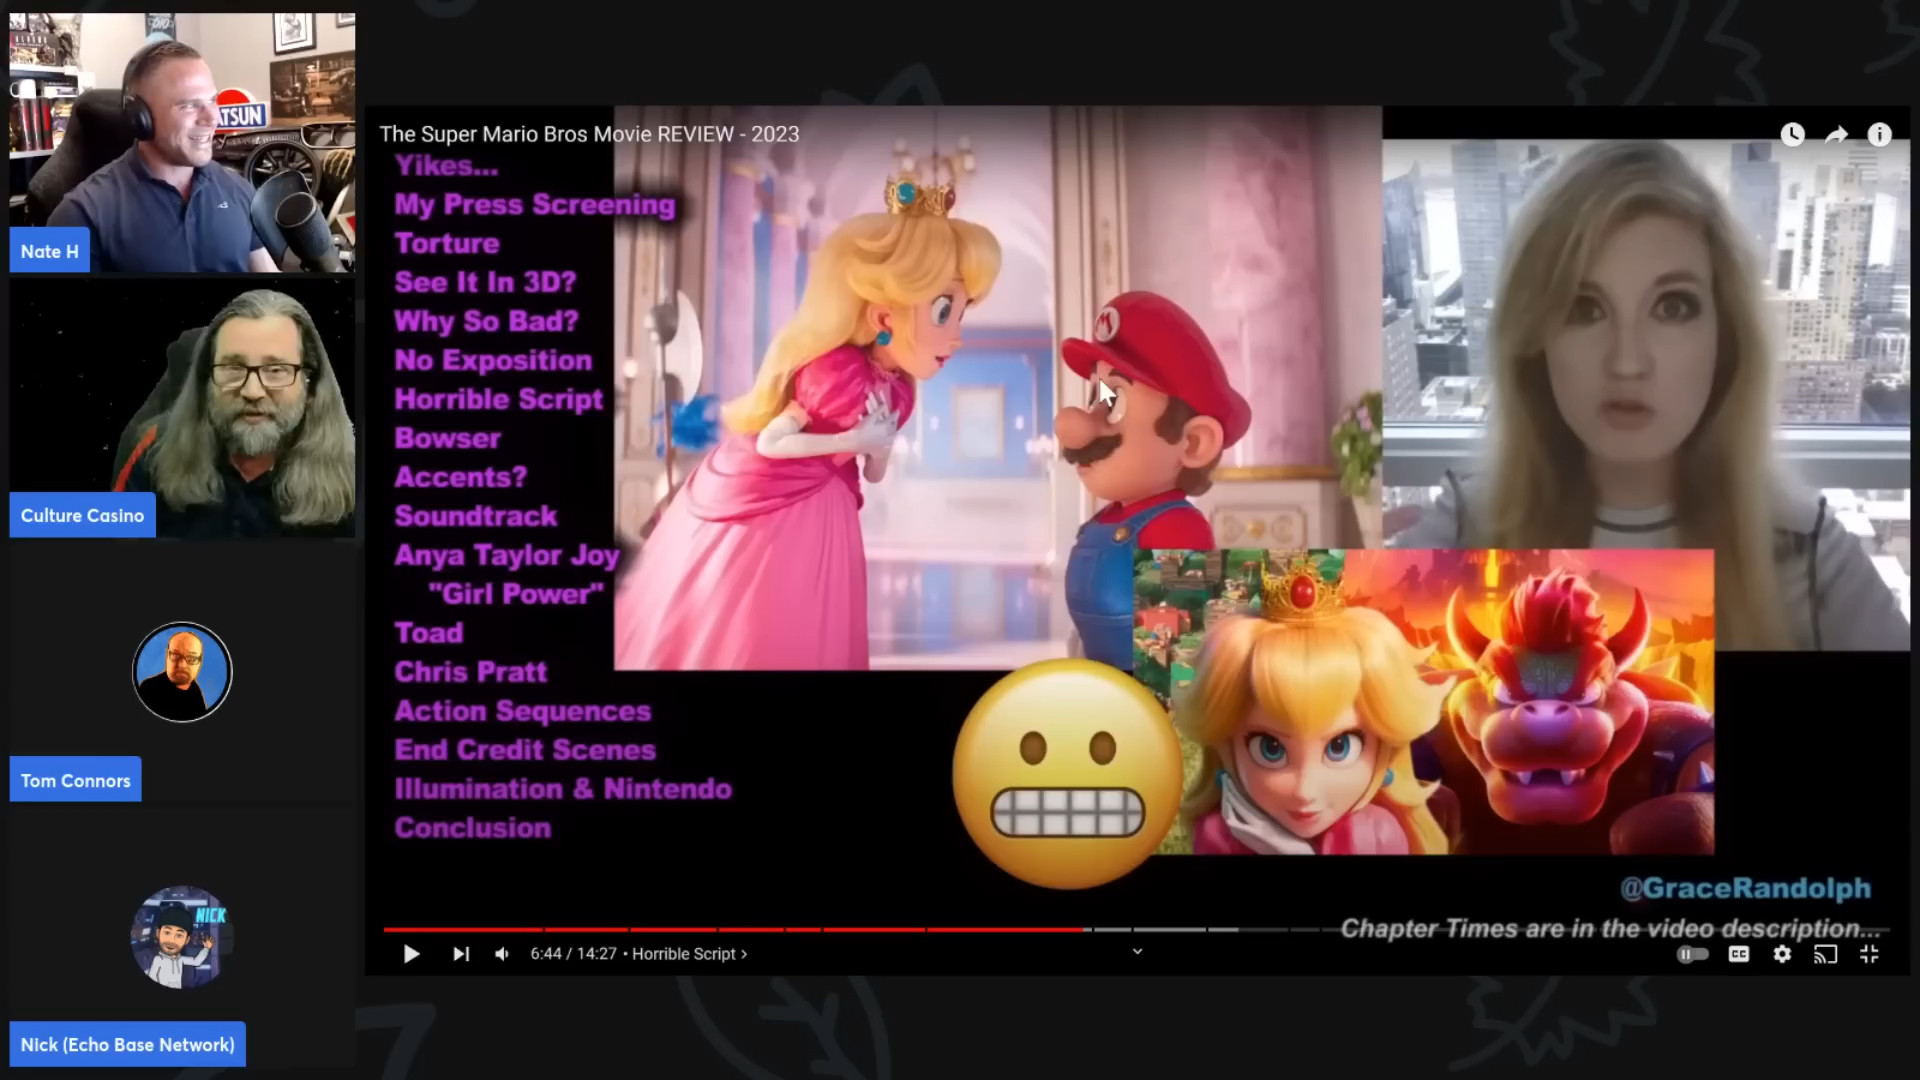 ATSUN
Nate H
Culture Casino
Tom Connors
NICK
Nick (Echo Base Network)
The Super Mario Bros Movie REVIEW - 2023
Yikes...
My Press Screening
Torture
See It In 3D?
Why So Bad?
No Exposition
Horrible Script
Bowser
Accents?
Soundtrack
Anya Taylor Joy
"Girl Power"
Toad
Chris Pratt
Action Sequences
End Credit Scenes
Illumination & Nintendo
Conclusion
M
@GraceRandolph
Chapter Times are in the video description...
6:44 / 14:27 • Horrible Script >
CC